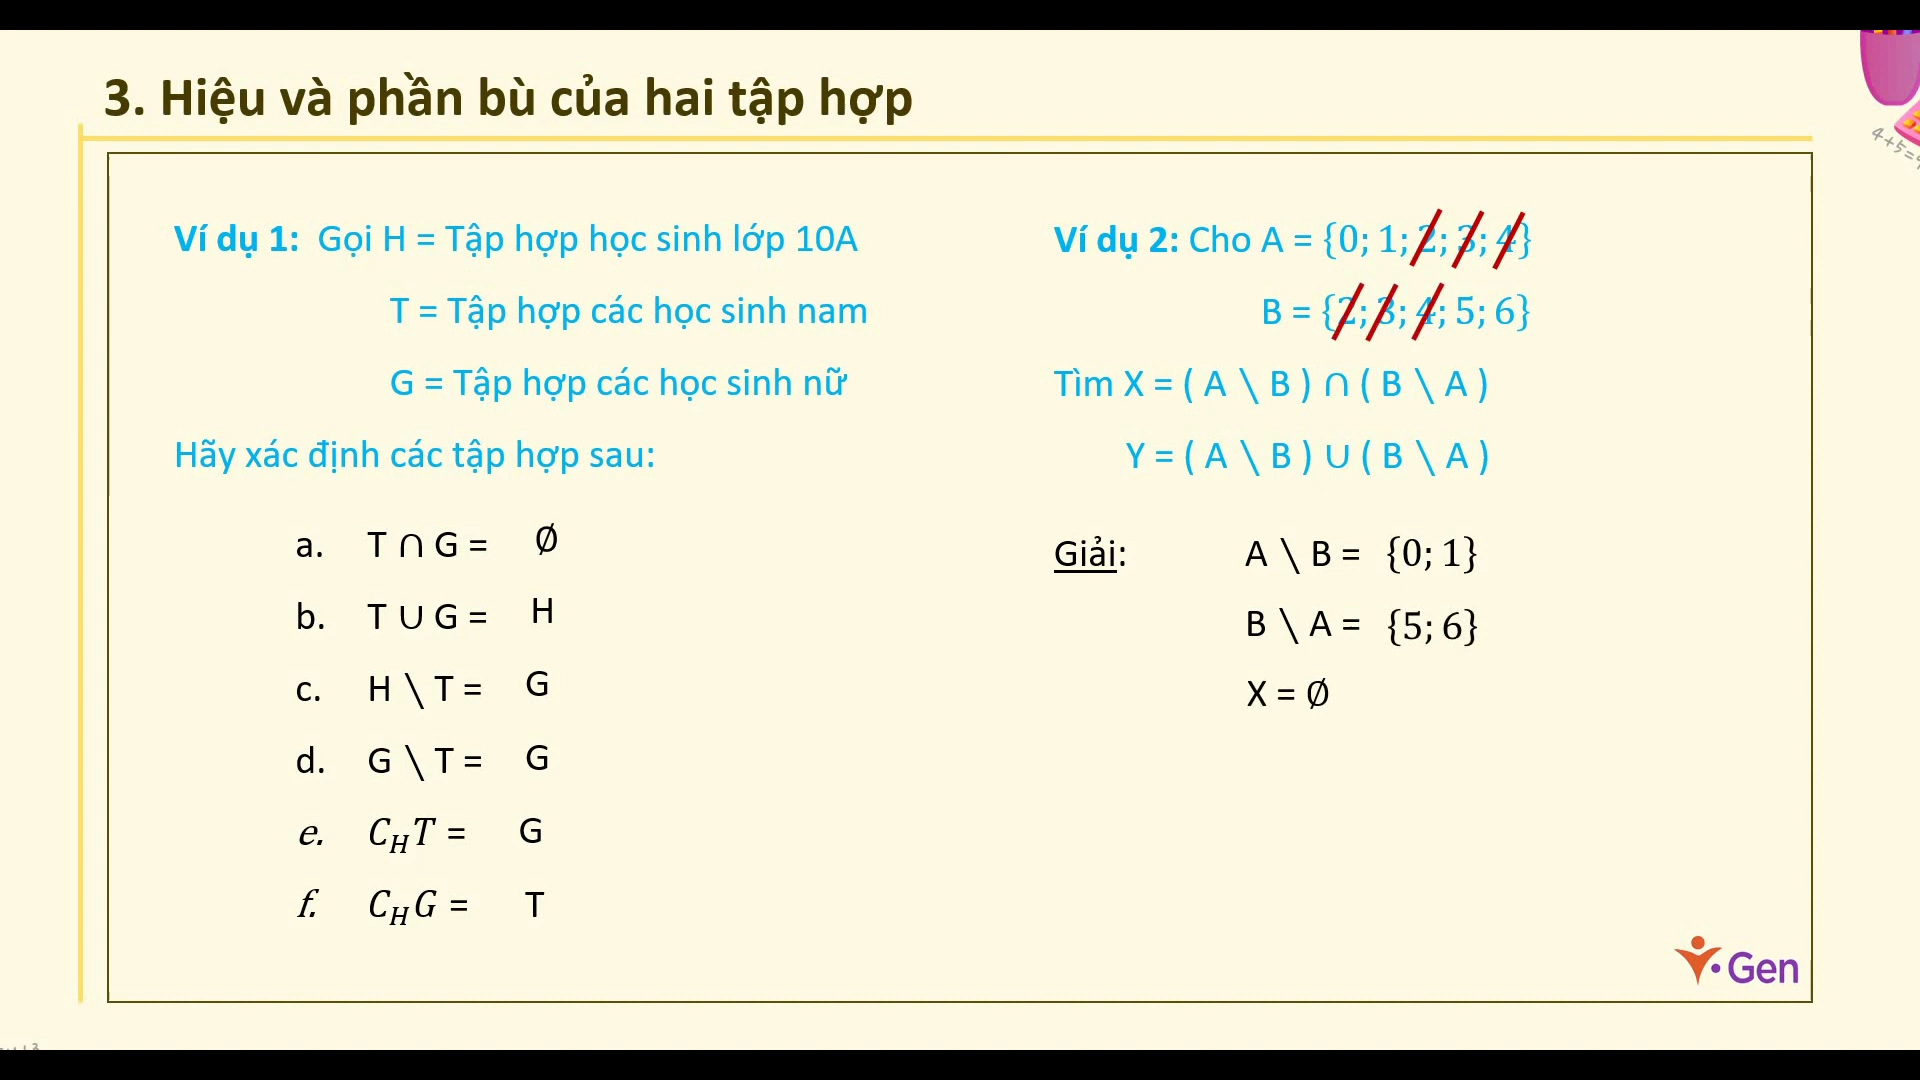 3. Hiệu và phần bù của hai tập hợp
4+5=
Ví dụ 1: Gọi H = Tập hợp học sinh lớp 10A
T = Tập hợp các học sinh nam
G = Tập hợp các học sinh nữ
Hãy xác định các tập hợp sau:
a. T ∩ G = ∅
b. T ∪ G = H
c. H \ T = G
d. G \ T = G
e. C_H T = G
f. C_H G = T
Ví dụ 2: Cho A = {0; 1; 2; 3; 4}
B = {2; 3; 4; 5; 6}
Tìm X = ( A \ B ) ∩ ( B \ A )
Y = ( A \ B ) ∪ ( B \ A )
Giải: A \ B = {0; 1}
B \ A = {5; 6}
X = ∅
Gen